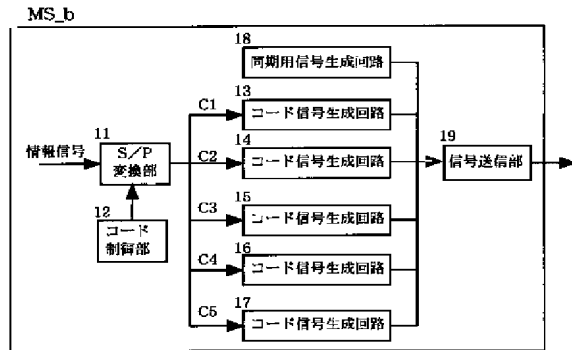 MS_b
18
同期用信号生成回路
13
C1
コード信号生成回路
11
情報信号
S/P
変換部
14
C2
コード信号生成回路
19
信号送信部
12
コード
制御部
15
C3
コード信号生成回路
16
C4
コード信号生成回路
17
C5
コード信号生成回路